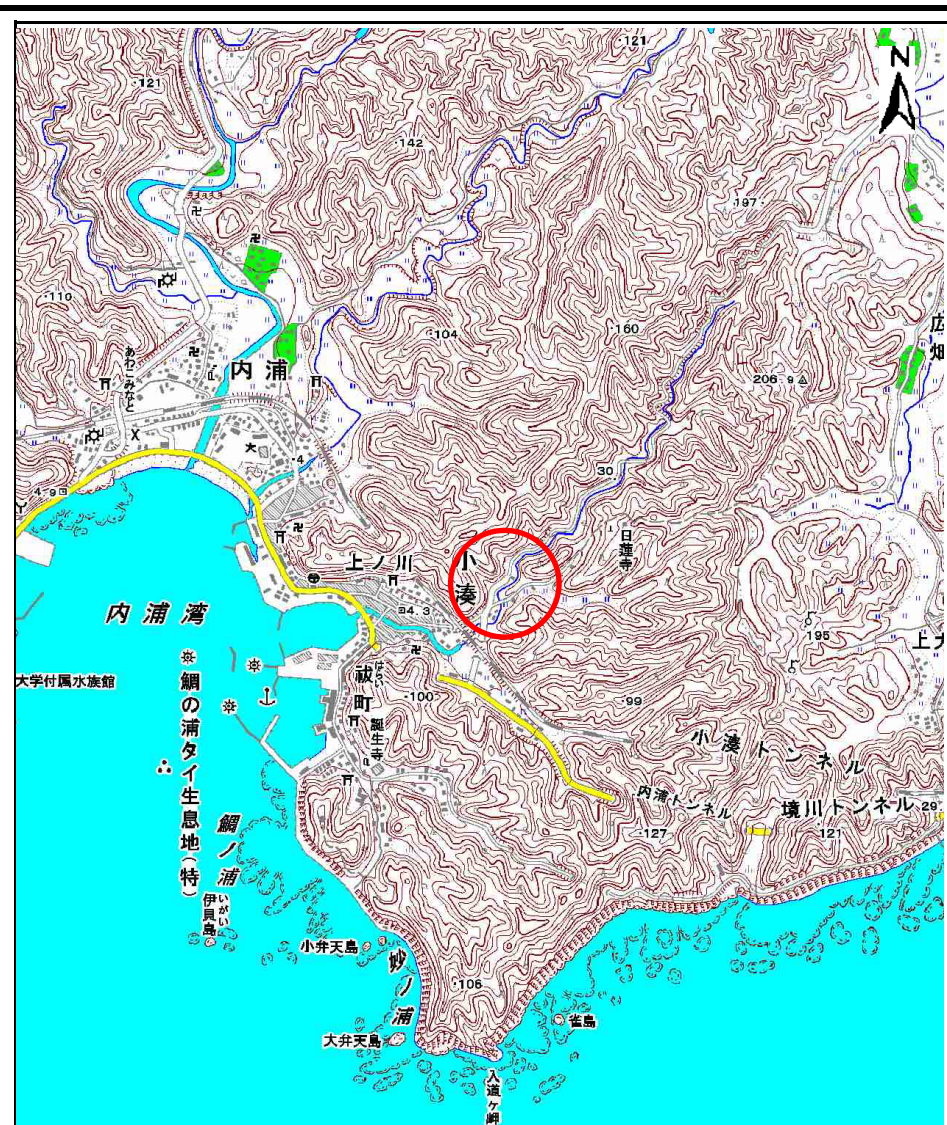 121
N
121
142
197
110
104
160
広畑
あわこみなと
内浦
206.9
4
30
4.9
日蓮寺
上ノ川
小湊
4.3
内浦湾
195
上大
大学付属水族館
祓町
はらい
100
99
誕生寺
鯛の浦タイ生息地(特)
小湊トンネル
内浦トンネル
境川トンネル
29
鯛ノ浦
127
121
伊貝島
いがい
小弁天島
妙ノ浦
106
雀島
大弁天島
入道ヶ岬